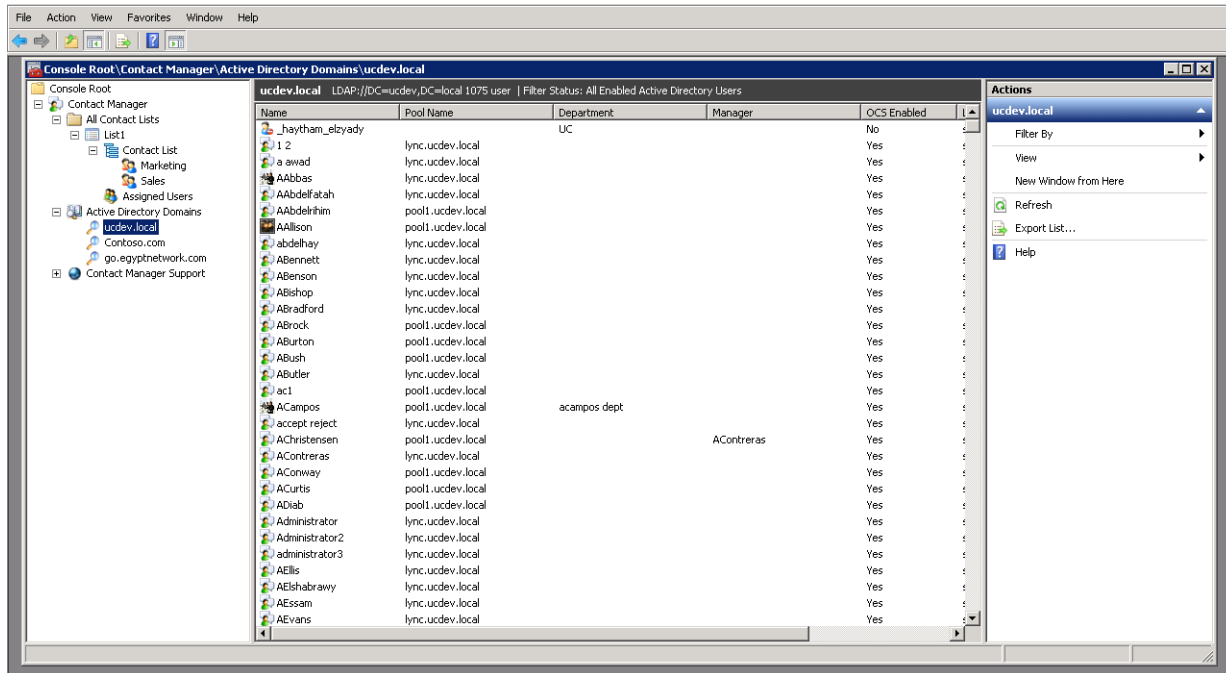 File Action View Favorites Window Help
Console Root\Contact Manager\Active Directory Domains\ucdev.local
Console Root
Contact Manager
All Contact Lists
List1
Contact List
Marketing
Sales
Assigned Users
Active Directory Domains
ucdev.local
Contoso.com
go.egyptnetwork.com
Contact Manager Support
ucdev.local LDAP://DC=ucdev,DC=local 1075 user | Filter Status: All Enabled Active Directory Users
Name Pool Name Department Manager OCS Enabled
_haytham_elzyady UC No
1 2 lync.ucdev.local Yes
a awad lync.ucdev.local Yes
AAbbas lync.ucdev.local Yes
AAbdelfatah lync.ucdev.local Yes
AAbdelrihim pool1.ucdev.local Yes
AAllison pool1.ucdev.local Yes
abdelhay lync.ucdev.local Yes
ABennett lync.ucdev.local Yes
ABenson lync.ucdev.local Yes
ABishop lync.ucdev.local Yes
ABradford lync.ucdev.local Yes
ABrock pool1.ucdev.local Yes
ABurton pool1.ucdev.local Yes
ABush pool1.ucdev.local Yes
AButler lync.ucdev.local Yes
ac1 pool1.ucdev.local Yes
ACampos pool1.ucdev.local acampos dept Yes
accept reject lync.ucdev.local Yes
AChristensen pool1.ucdev.local AContreras Yes
AContreras lync.ucdev.local Yes
AConway pool1.ucdev.local Yes
ACurtis pool1.ucdev.local Yes
ADiab pool1.ucdev.local Yes
Administrator lync.ucdev.local Yes
Administrator2 lync.ucdev.local Yes
administrator3 lync.ucdev.local Yes
AEllis lync.ucdev.local Yes
AElshabrawy lync.ucdev.local Yes
AEssam lync.ucdev.local Yes
AEvans lync.ucdev.local Yes
Actions
ucdev.local
Filter By
View
New Window from Here
Refresh
Export List...
Help